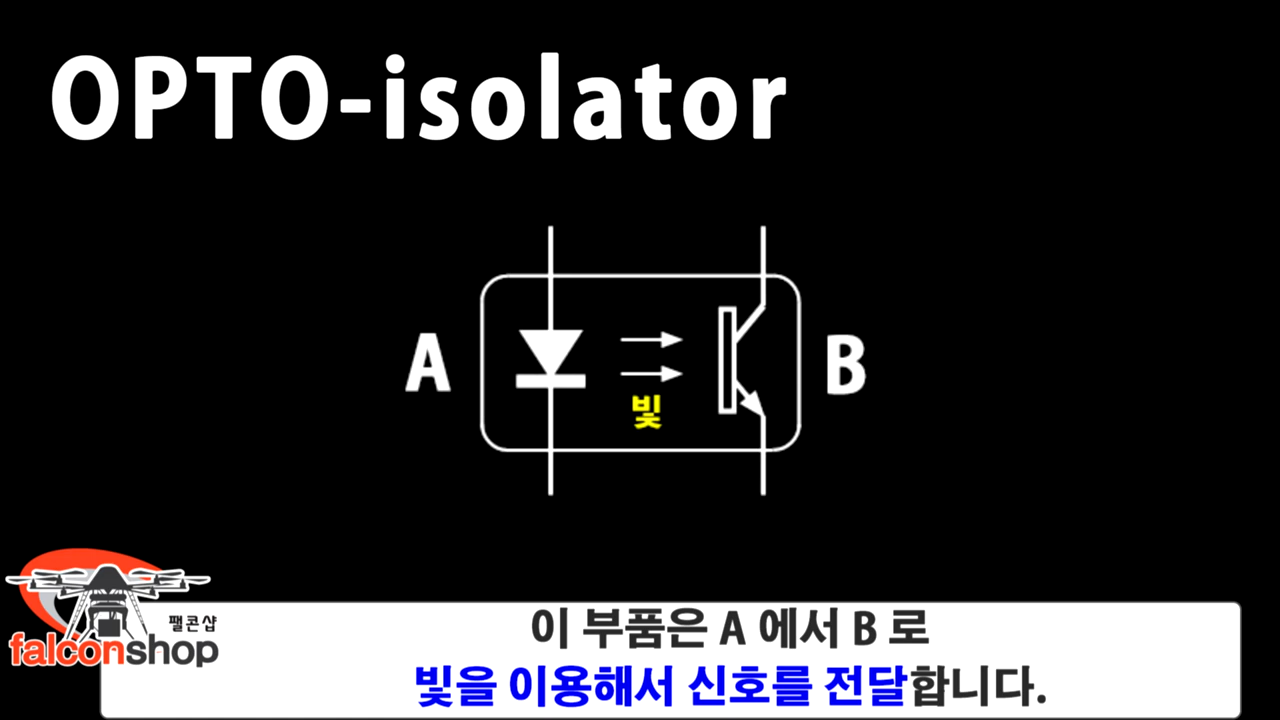 OPTO-isolator
A
B
빛
팰콘샵
falconshop
이 부품은 A 에서 B 로
빛을 이용해서 신호를 전달합니다.